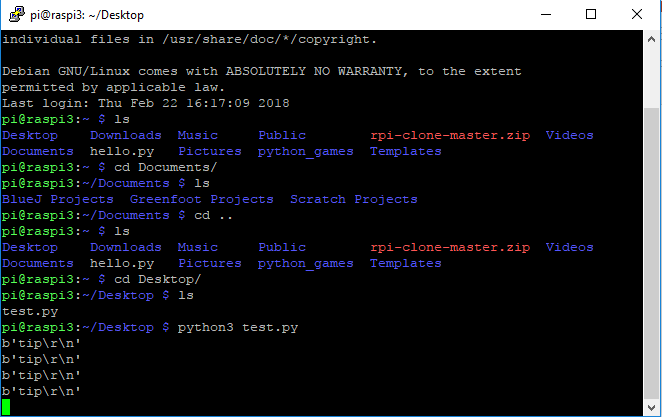 pi@raspi3: ~/Desktop
individual files in /usr/share/doc/*/copyright.
Debian GNU/Linux comes with ABSOLUTELY NO WARRANTY, to the extent
permitted by applicable law.
Last login: Thu Feb 22 16:17:09 2018
pi@raspi3:~ $ ls
Desktop    Downloads  Music     Public        rpi-clone-master.zip  Videos
Documents  hello.py   Pictures  python_games  Templates
pi@raspi3:~ $ cd Documents/
pi@raspi3:~/Documents $ ls
BlueJ Projects  Greenfoot Projects  Scratch Projects
pi@raspi3:~/Documents $ cd ..
pi@raspi3:~ $ ls
Desktop    Downloads  Music     Public        rpi-clone-master.zip  Videos
Documents  hello.py   Pictures  python_games  Templates
pi@raspi3:~ $ cd Desktop/
pi@raspi3:~/Desktop $ ls
test.py
pi@raspi3:~/Desktop $ python3 test.py
b'tip\r\n'
b'tip\r\n'
b'tip\r\n'
b'tip\r\n'